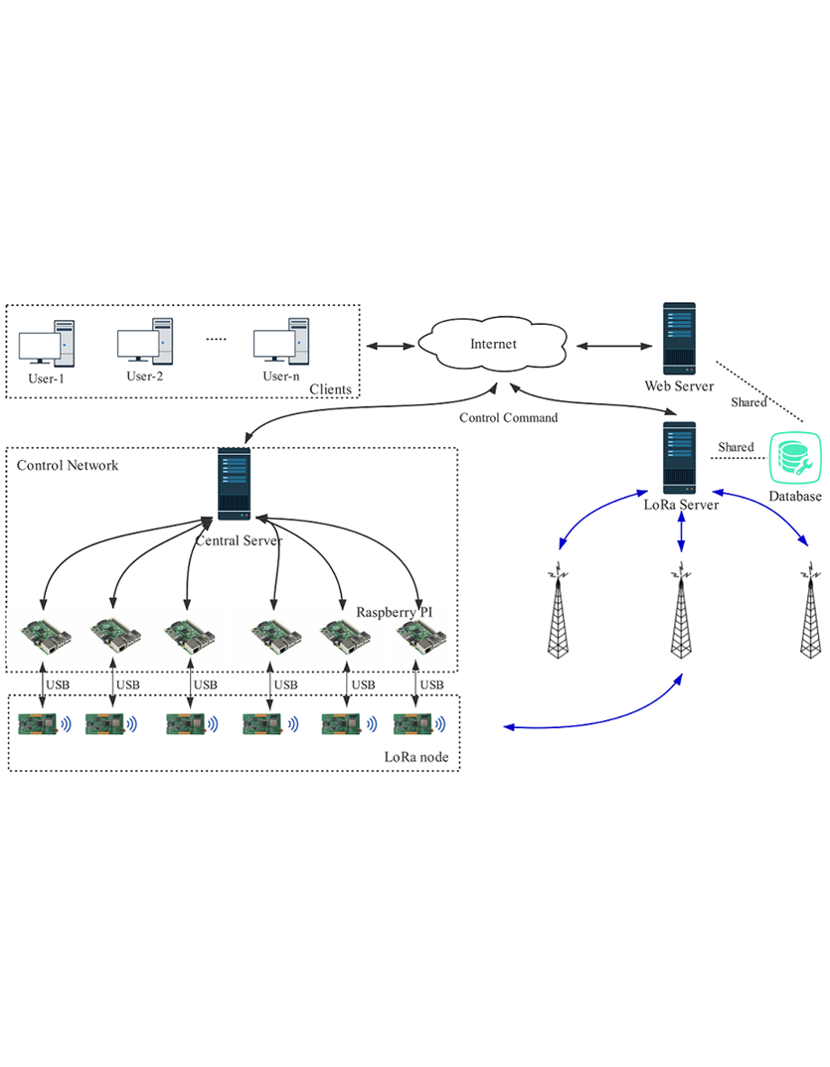 User-1
User-2
.....
User-n
Clients
Internet
Web Server
Control Command
Shared
Shared
Database
LoRa Server
Control Network
Central Server
Raspberry PI
USB
USB
USB
USB
USB
USB
LoRa node